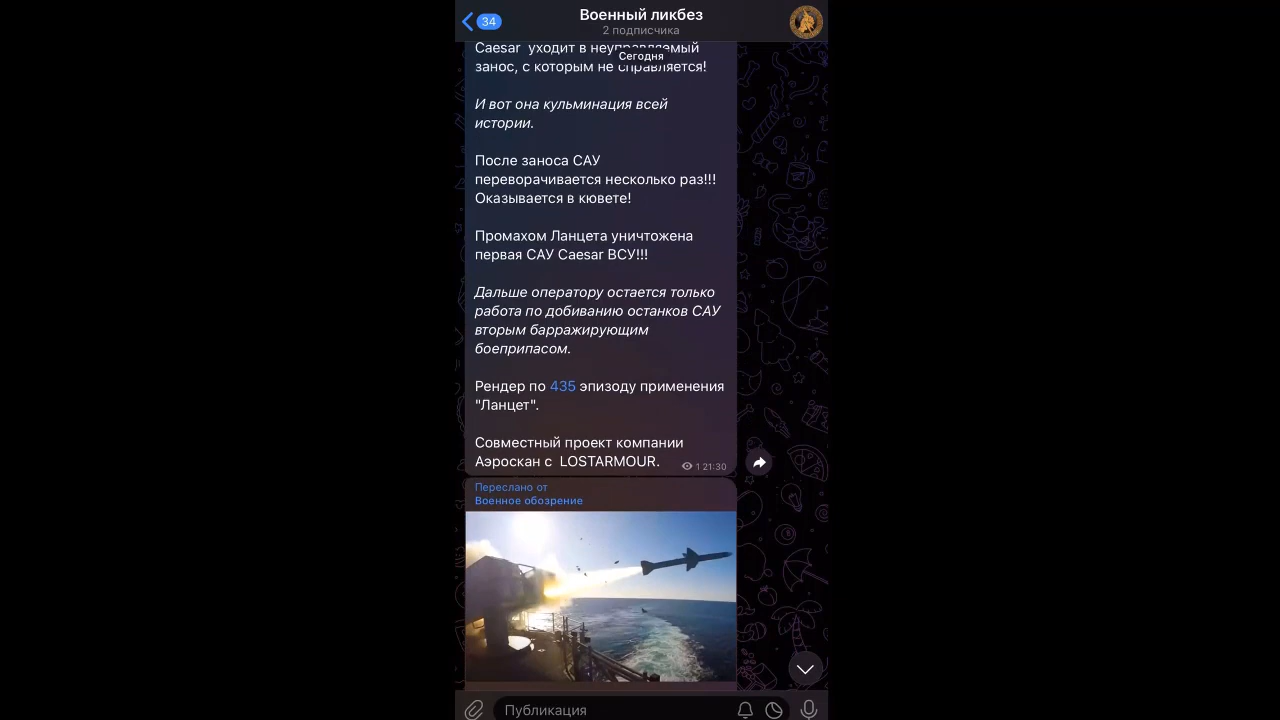 34
Военный ликбез
2 подписчика
Caesar уходит в неуправляемый
Сегодня
занос, с которым не справляется!
И вот она кульминация всей
истории.
После заноса САУ
переворачивается несколько раз!!!
Оказывается в кювете!
Промахом Ланцета уничтожена
первая САУ Caesar ВСУ!!!
Дальше оператору остается только
работа по добиванию останков САУ
вторым барражирующим
боеприпасом.
Рендер по 435 эпизоду применения
"Ланцет".
Совместный проект компании
Аэроскан с LOSTARMOUR.
1 21:30
Переслано от
Военное обозрение
Публикация